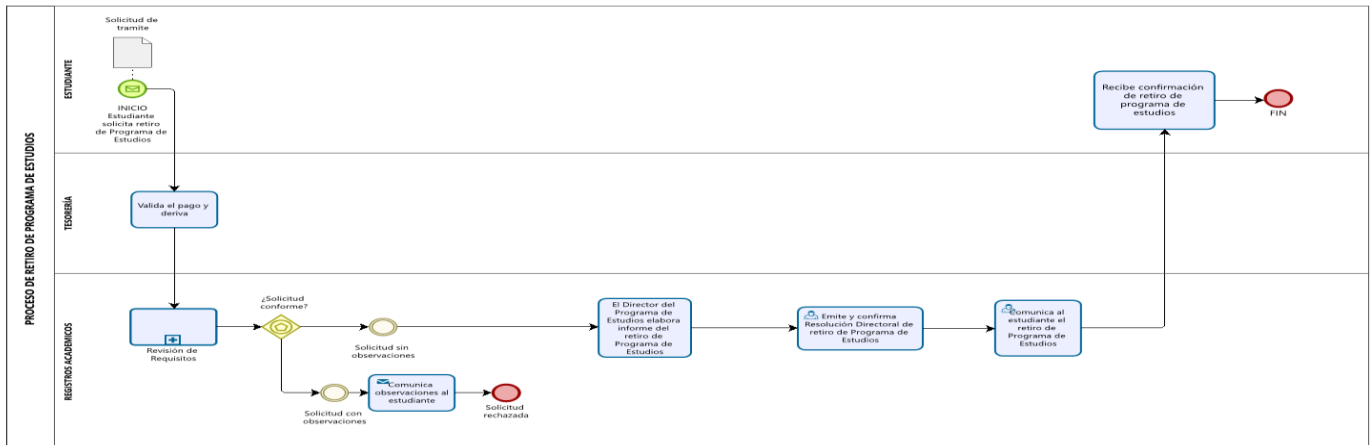 PROCESO DE RETIRO DE PROGRAMA DE ESTUDIOS
ESTUDIANTE
Solicitud de
tramite
INICIO
Estudiante
solicita retiro
de Programa de
Estudios
Recibe confirmación
de retiro de
programa de
estudios
FIN
TESORERÍA
Valida el pago y
deriva
REGISTROS ACADEMICOS
Revisión de
Requisitos
¿Solicitud
conforme?
Solicitud sin
observaciones
El Director del
Programa de
Estudios elabora
informe del
retiro de
Programa de
Estudios
Emite y confirma
Resolución Directoral de
retiro de Programa de
Estudios
Comunica al
estudiante el
retiro de
Programa de
Estudios
Solicitud con
observaciones
Comunica
observaciones al
estudiante
Solicitud
rechazada